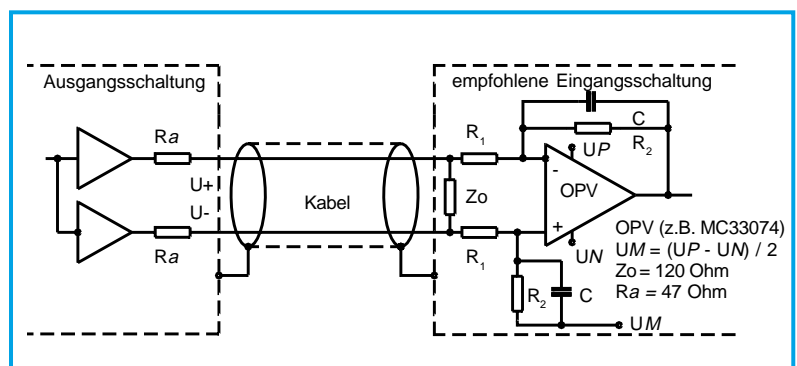 Ausgangsschaltung
empfohlene Eingangsschaltung
Ra
R1
C
R2
UP
U+
U-
Kabel
Zo
-
OPV
+
Ra
R1
UN
OPV (z.B. MC33074)
UM = (UP - UN) / 2
Zo = 120 Ohm
Ra = 47 Ohm
R2
C
UM